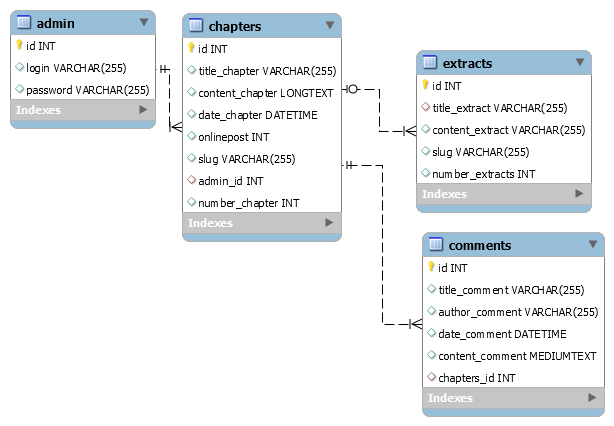 admin
id INT
login VARCHAR(255)
password VARCHAR(255)
Indexes
chapters
id INT
title_chapter VARCHAR(255)
content_chapter LONGTEXT
date_chapter DATETIME
onlinepost INT
slug VARCHAR(255)
admin_id INT
number_chapter INT
Indexes
extracts
id INT
title_extract VARCHAR(255)
content_extract VARCHAR(255)
slug VARCHAR(255)
number_extracts INT
Indexes
comments
id INT
title_comment VARCHAR(255)
author_comment VARCHAR(255)
date_comment DATETIME
content_comment MEDIUMTEXT
chapters_id INT
Indexes